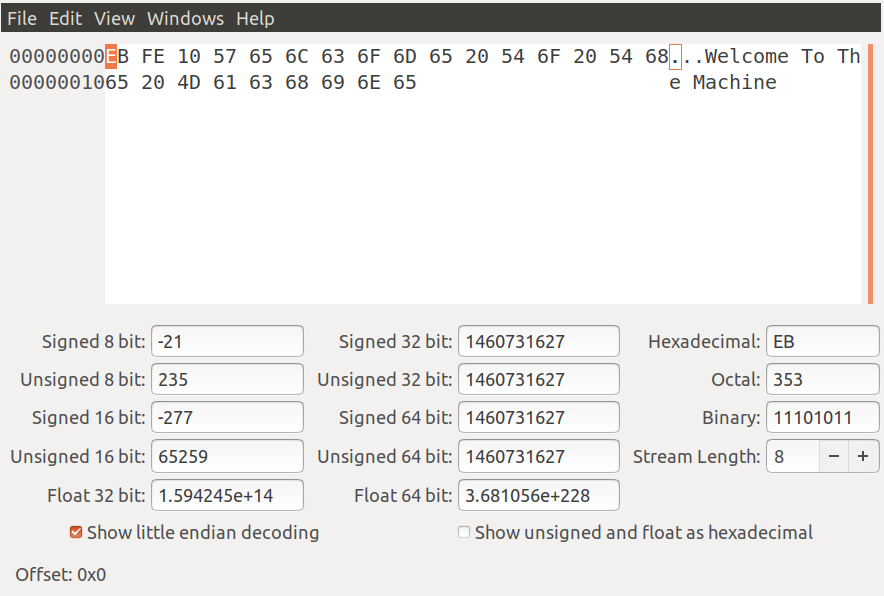 File Edit View Windows Help
00000000EB FE 10 57 65 6C 63 6F 6D 65 20 54 6F 20 54 68...Welcome To Th
0000001065 20 4D 61 63 68 69 6E 65 e Machine
Signed 8 bit: -21 Signed 32 bit: 1460731627 Hexadecimal: EB
Unsigned 8 bit: 235 Unsigned 32 bit: 1460731627 Octal: 353
Signed 16 bit: -277 Signed 64 bit: 1460731627 Binary: 11101011
Unsigned 16 bit: 65259 Unsigned 64 bit: 1460731627 Stream Length: 8 − +
Float 32 bit: 1.594245e+14 Float 64 bit: 3.681056e+228
Show little endian decoding Show unsigned and float as hexadecimal
Offset: 0x0